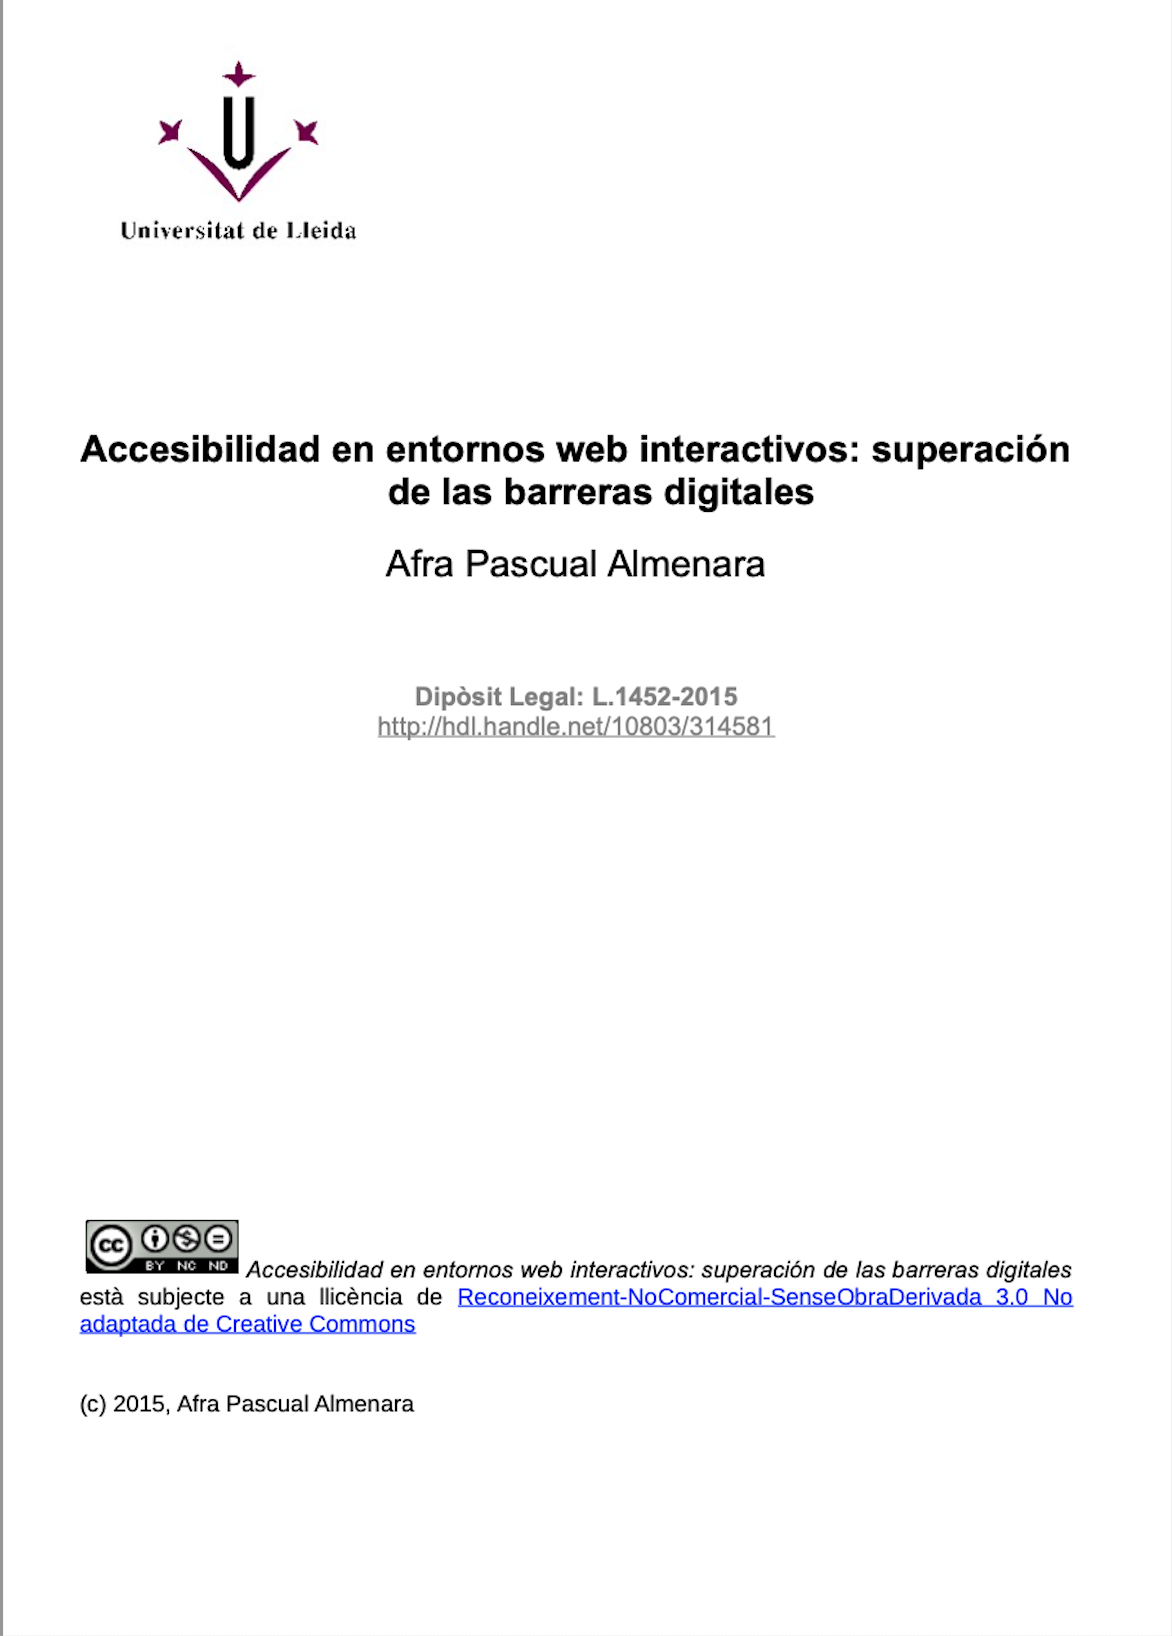 U
Universitat de Lleida
Accesibilidad en entornos web interactivos: superación
de las barreras digitales
Afra Pascual Almenara
Dipòsit Legal: L.1452-2015
http://hdl.handle.net/10803/314581
cc
BY NC ND
Accesibilidad en entornos web interactivos: superación de las barreras digitales
està subjecte a una llicència de Reconeixement-NoComercial-SenseObraDerivada 3.0 No
adaptada de Creative Commons
(c) 2015, Afra Pascual Almenara